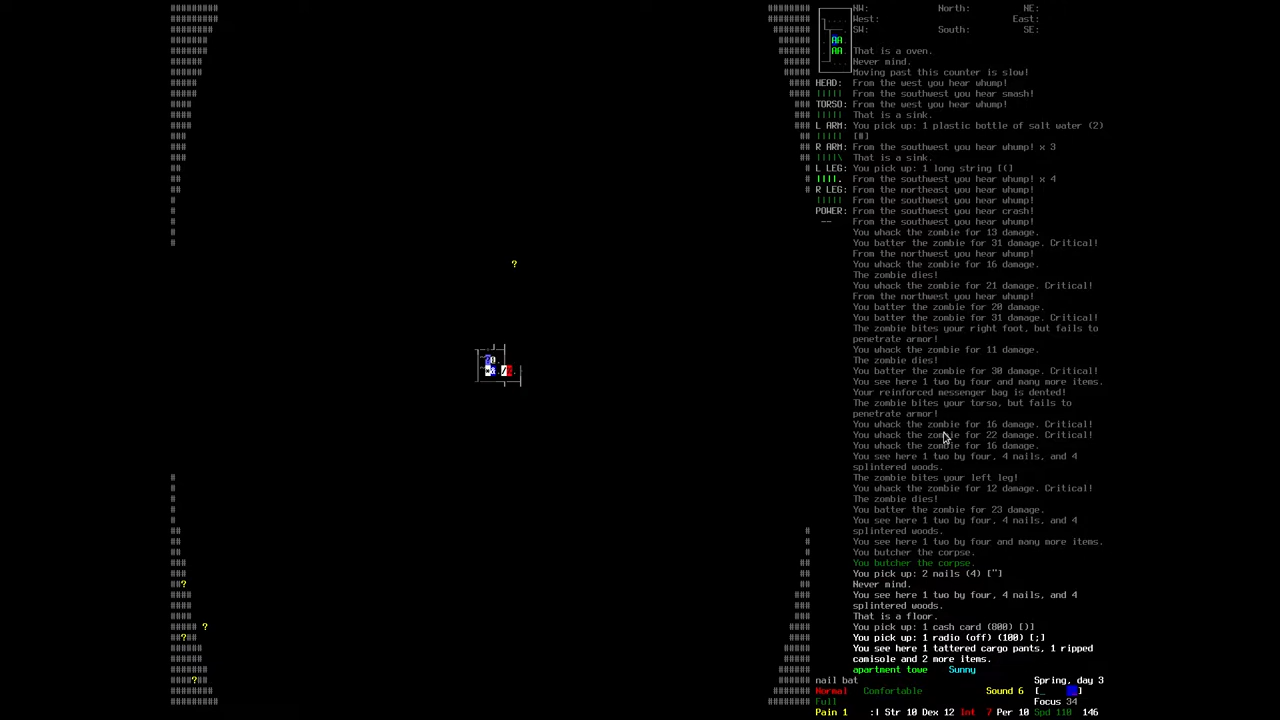 NW: North: NE:
West: East:
SW: South: SE:
That is a oven.
Never mind.
Moving past this counter is slow!
HEAD: From the west you hear whump!
From the southwest you hear smash!
TORSO: From the west you hear whump!
That is a sink.
L ARM: You pick up: 1 plastic bottle of salt water (2)
[#]
R ARM: From the southwest you hear whump! x 3
That is a sink.
L LEG: You pick up: 1 long string [(]
From the southwest you hear whump! x 4
R LEG: From the northeast you hear whump!
From the southwest you hear whump!
POWER: From the southwest you hear crash!
-- From the southwest you hear whump!
You whack the zombie for 13 damage.
You batter the zombie for 31 damage. Critical!
From the northwest you hear whump!
You whack the zombie for 16 damage.
The zombie dies!
You whack the zombie for 21 damage. Critical!
From the northwest you hear whump!
You batter the zombie for 20 damage.
You batter the zombie for 31 damage. Critical!
The zombie bites your right foot, but fails to
penetrate armor!
You whack the zombie for 11 damage.
The zombie dies!
You batter the zombie for 30 damage. Critical!
You see here 1 two by four and many more items.
Your reinforced messenger bag is dented!
The zombie bites your torso, but fails to
penetrate armor!
You whack the zombie for 16 damage. Critical!
You whack the zombie for 22 damage. Critical!
You whack the zombie for 16 damage.
You see here 1 two by four, 4 nails, and 4
splintered woods.
The zombie bites your left leg!
You whack the zombie for 12 damage. Critical!
The zombie dies!
You batter the zombie for 23 damage.
You see here 1 two by four, 4 nails, and 4
splintered woods.
You see here 1 two by four and many more items.
You butcher the corpse.
You butcher the corpse.
You pick up: 2 nails (4) ["]
Never mind.
You see here 1 two by four, 4 nails, and 4
splintered woods.
That is a floor.
You pick up: 1 cash card (800) [)]
You pick up: 1 radio (off) (100) [;]
You see here 1 tattered cargo pants, 1 ripped
camisole and 2 more items.
apartment towe Sunny
nail bat Spring, day 3
Normal Comfortable Sound 6 [_ ]
Full Focus 34
Pain 1 :| Str 10 Dex 12 Int 7 Per 10 Spd 110 146